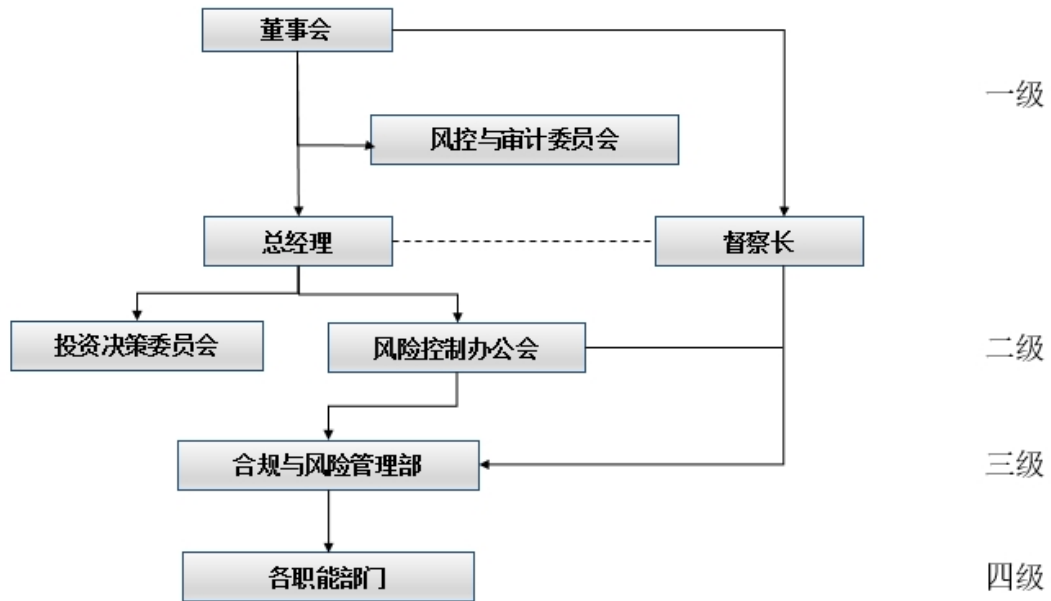 董事会
一级
风控与审计委员会
总经理
督察长
投资决策委员会
风险控制办公会
二级
合规与风险管理部
三级
各职能部门
四级